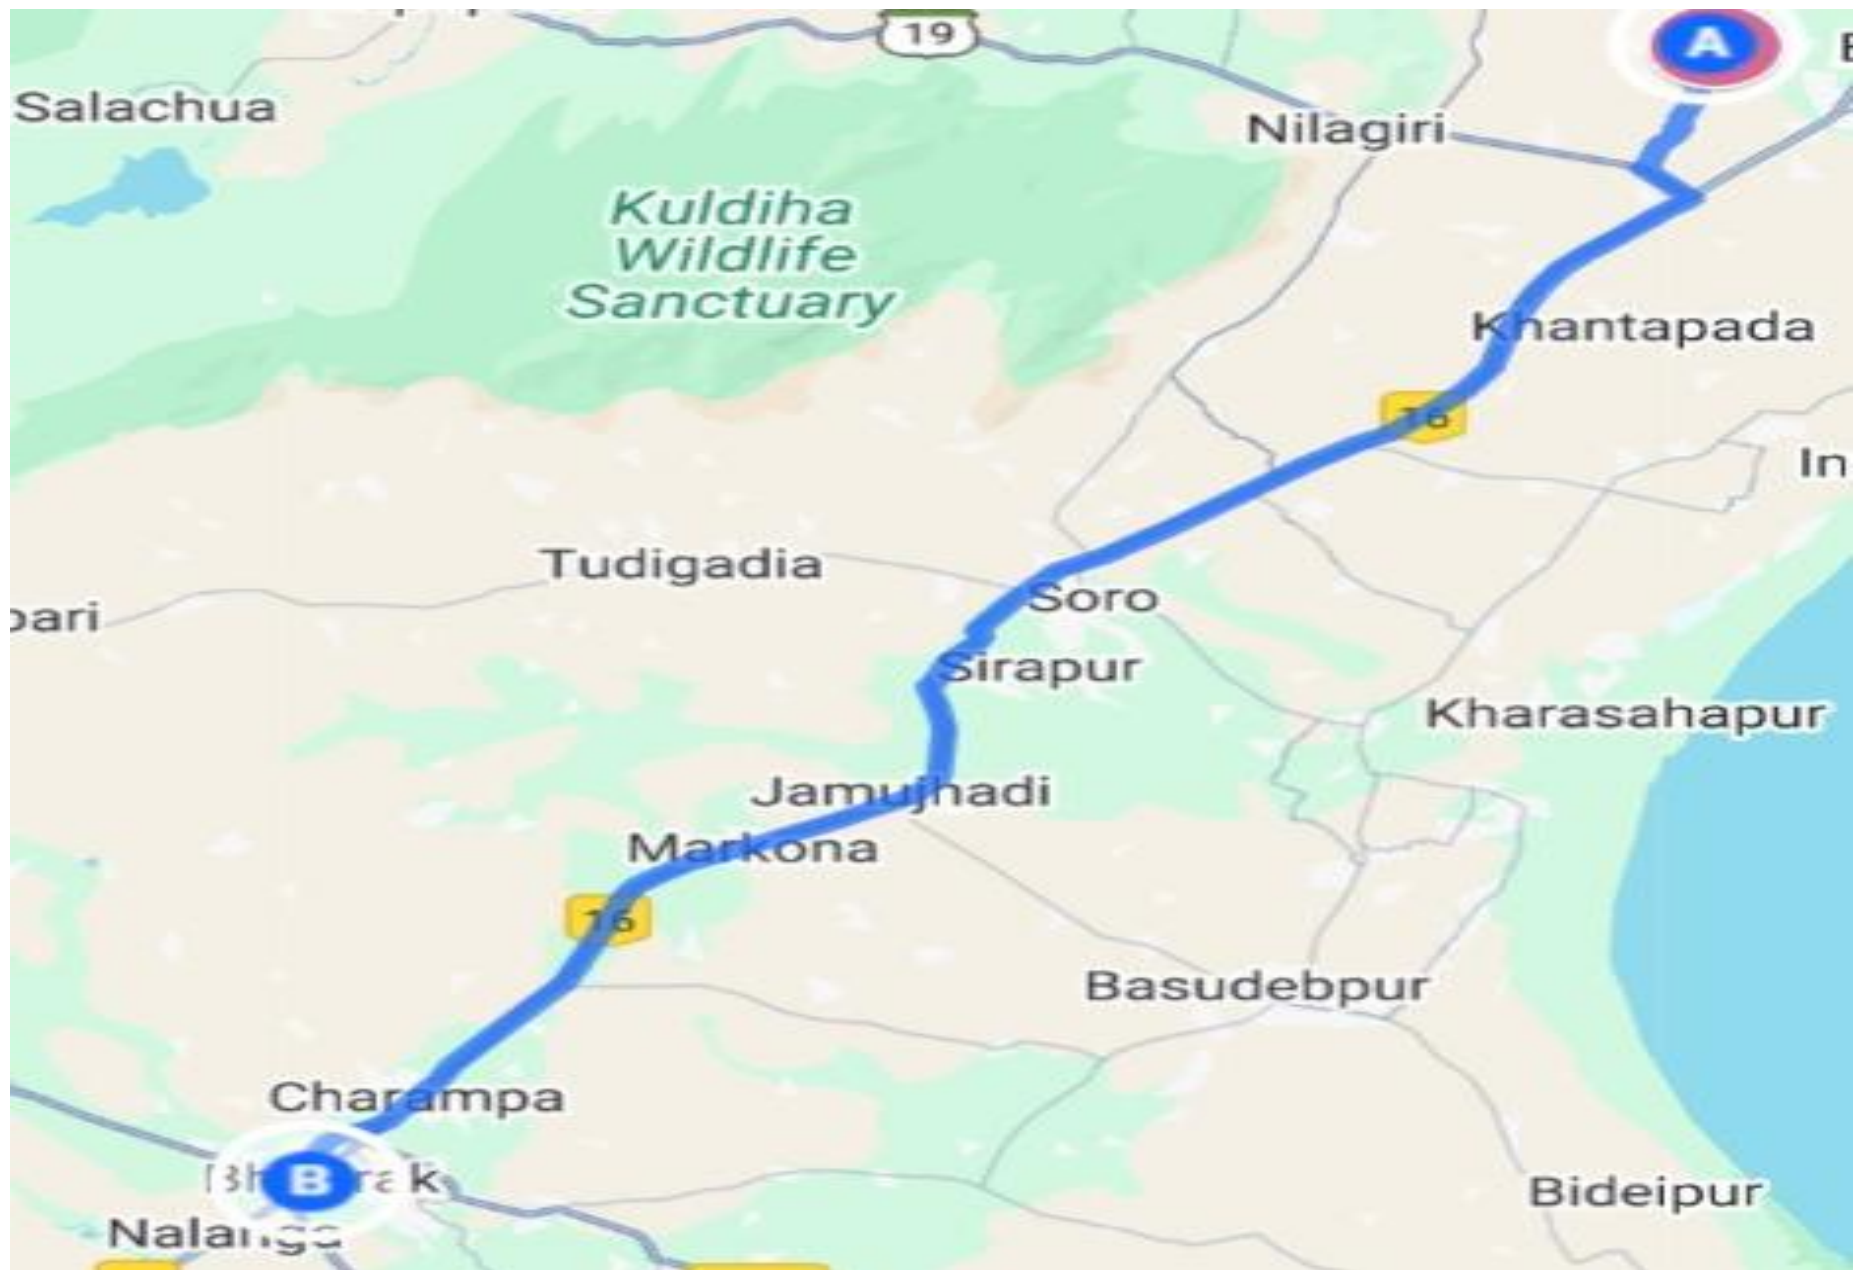 19
A
Salachua
Nilagiri
Kuldiha
Wildlife
Sanctuary
Khantapada
16
In
Tudigadia
Soro
bari
Sirapur
Kharasahapur
Jamujhadi
Markona
16
Basudebpur
Charampa
B
Bideipur